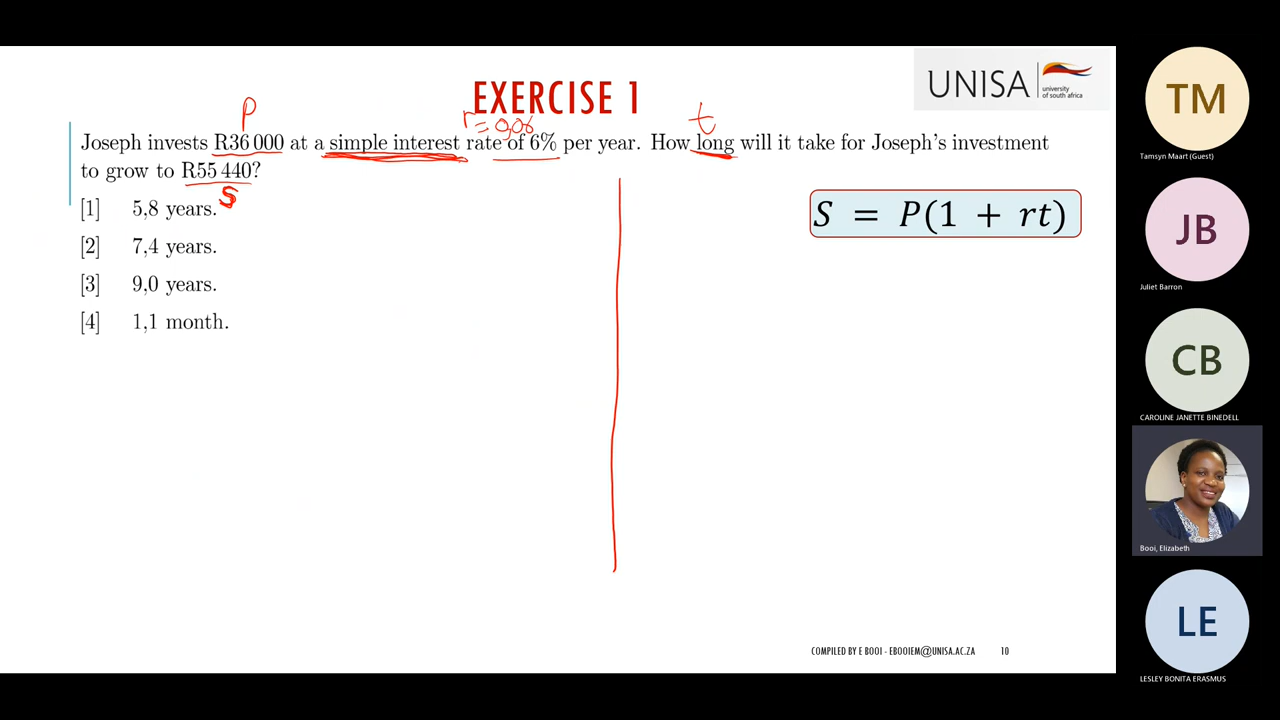 UNISA
university
of south africa
EXERCISE 1
P
r = 0,06
t
Joseph invests R36 000 at a simple interest rate of 6% per year. How long will it take for Joseph's investment
to grow to R55 440?
S
[1] 5,8 years.
[2] 7,4 years.
[3] 9,0 years.
[4] 1,1 month.
S = P(1 + rt)
COMPILED BY E BOOI - EBOOIEM@UNISA.AC.ZA 10
TM
Tamsyn Maart (Guest)
JB
Juliet Barron
CB
CAROLINE JANETTE BINEDELL
Booi, Elizabeth
LE
LESLEY BONITA ERASMUS